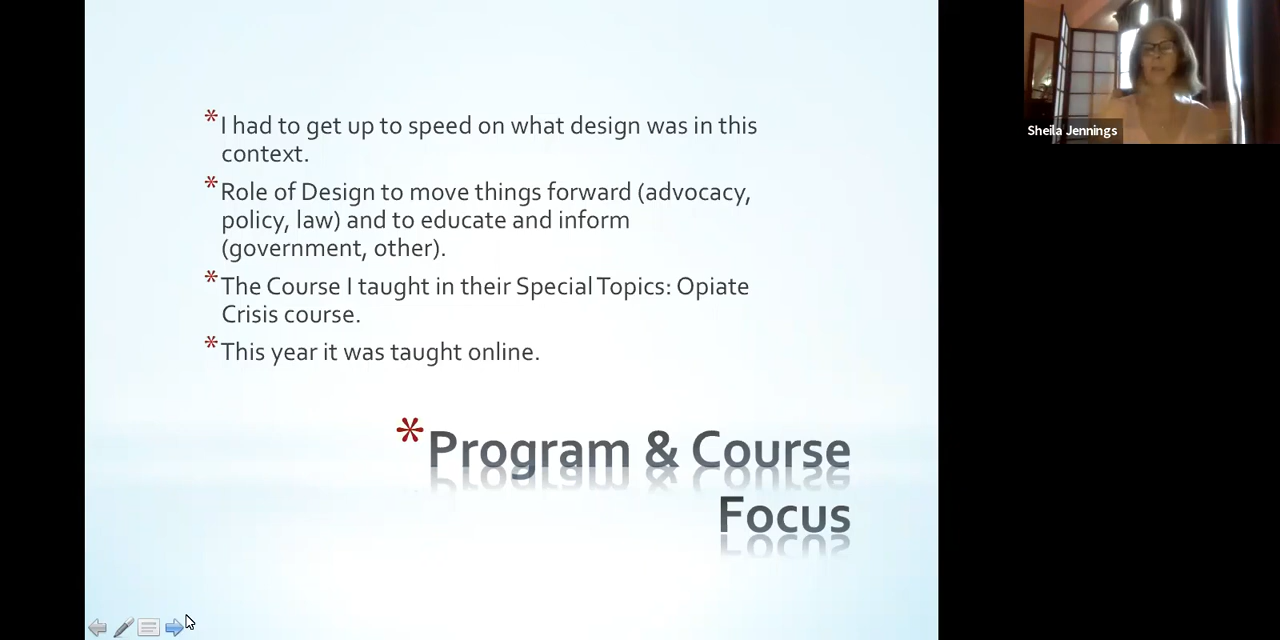 *I had to get up to speed on what design was in this
context.
*Role of Design to move things forward (advocacy,
policy, law) and to educate and inform
(government, other).
*The Course I taught in their Special Topics: Opiate
Crisis course.
*This year it was taught online.
*Program & Course
Focus
Sheila Jennings